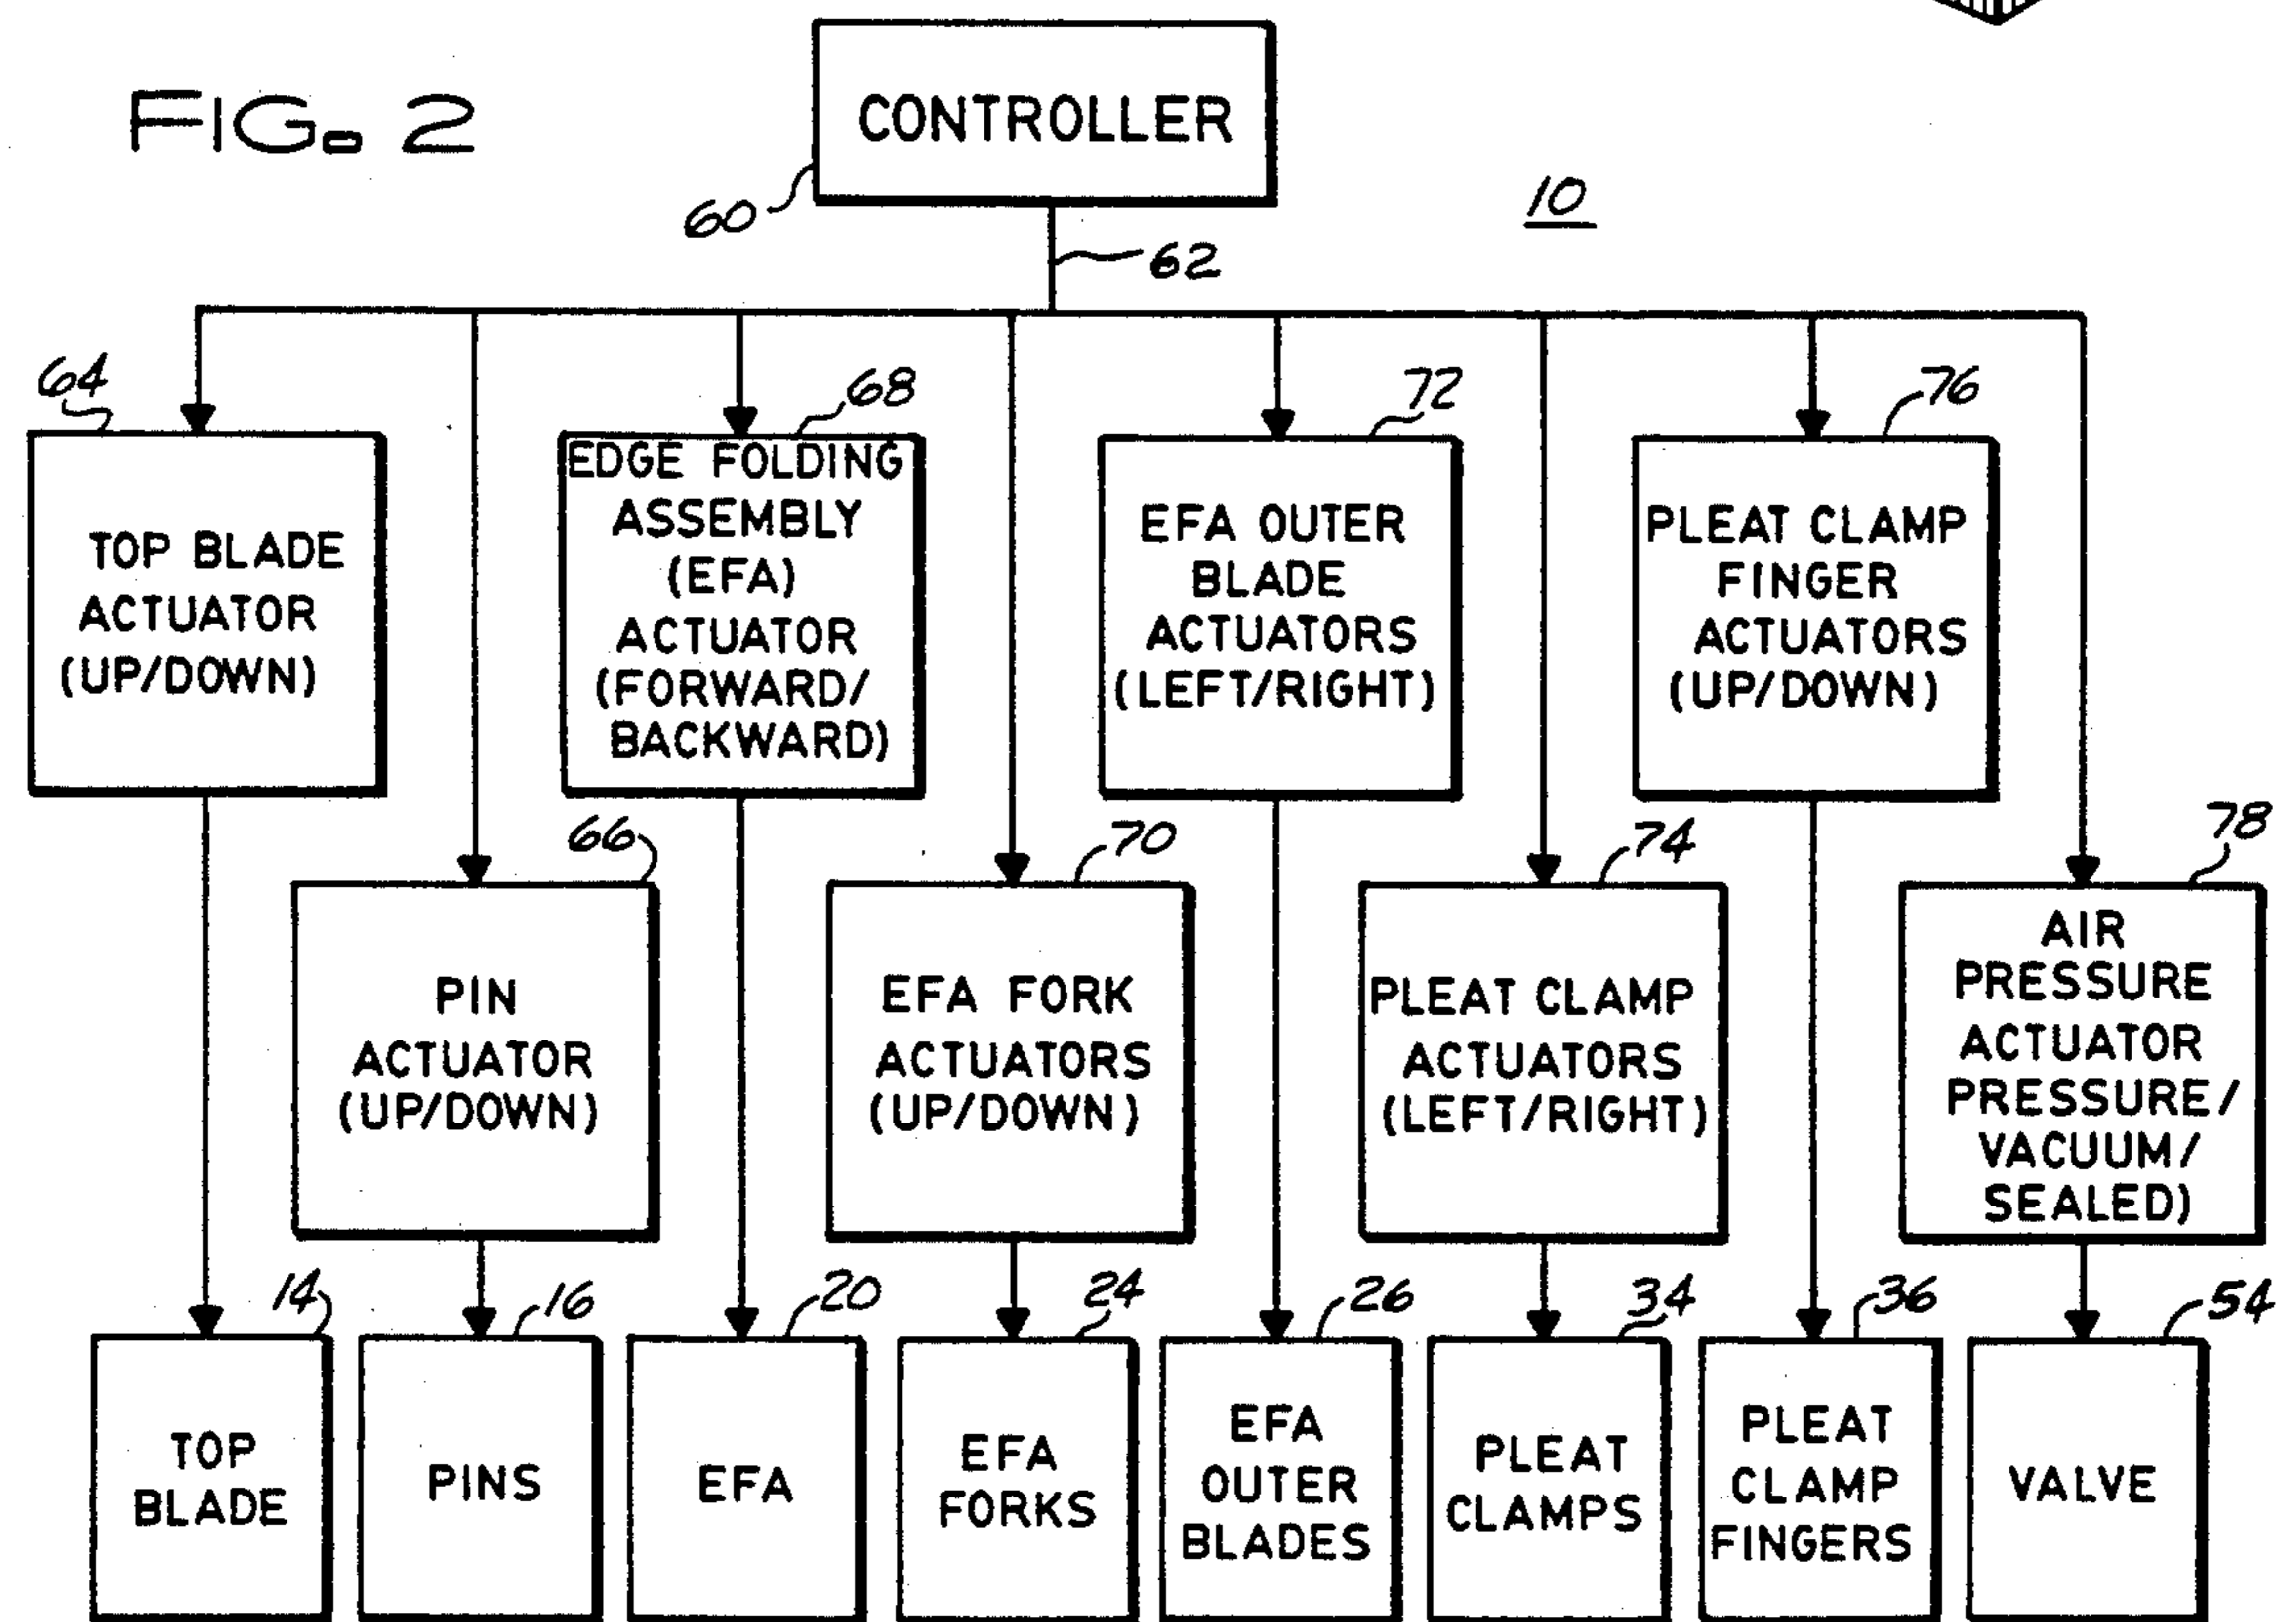 FIG. 2
CONTROLLER
60
10
62
64
68
72
76
TOP BLADE
ACTUATOR
(UP/DOWN)
EDGE FOLDING
ASSEMBLY
(EFA)
ACTUATOR
(FORWARD/
BACKWARD)
EFA OUTER
BLADE
ACTUATORS
(LEFT/RIGHT)
PLEAT CLAMP
FINGER
ACTUATORS
(UP/DOWN)
66
70
74
78
PIN
ACTUATOR
(UP/DOWN)
EFA FORK
ACTUATORS
(UP/DOWN)
PLEAT CLAMP
ACTUATORS
(LEFT/RIGHT)
AIR
PRESSURE
ACTUATOR
PRESSURE/
VACUUM/
SEALED)
14
16
20
24
26
34
36
54
TOP
BLADE
PINS
EFA
EFA
FORKS
EFA
OUTER
BLADES
PLEAT
CLAMPS
PLEAT
CLAMP
FINGERS
VALVE